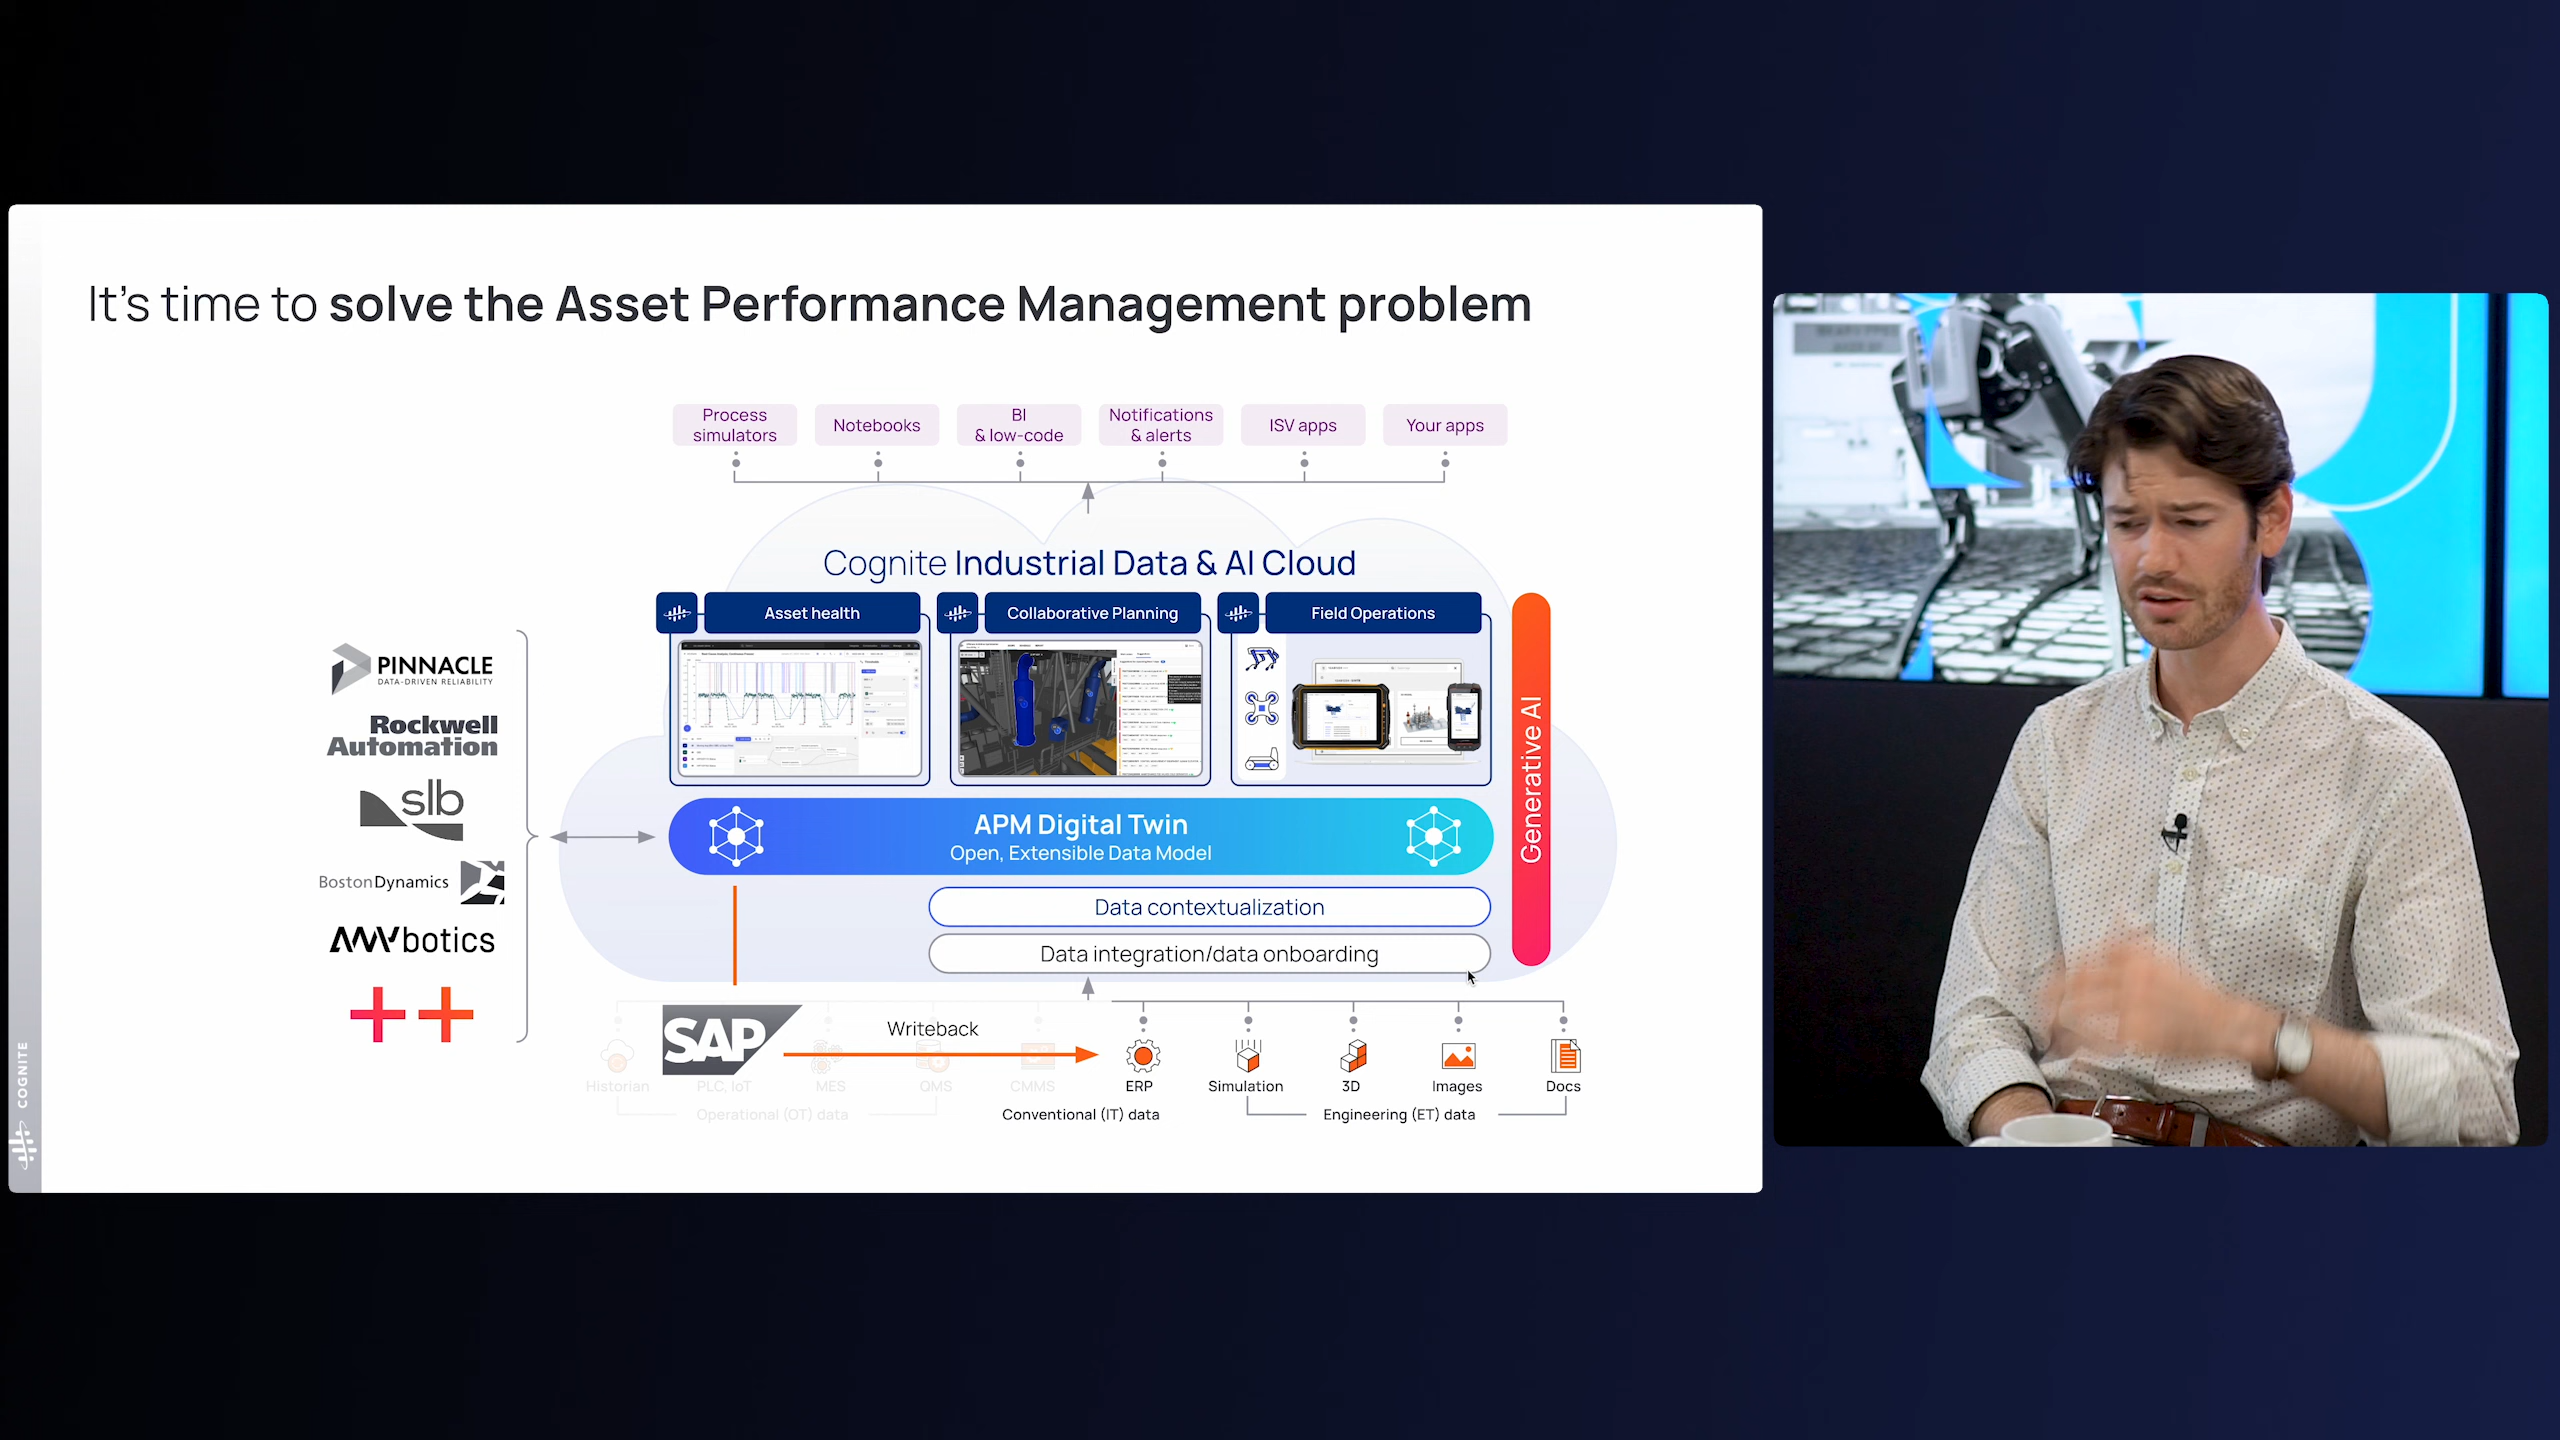 It's time to solve the Asset Performance Management problem
Process
simulators
Notebooks
BI
& low-code
Notifications
& alerts
ISV apps
Your apps
Cognite Industrial Data & AI Cloud
Asset health
Collaborative Planning
Field Operations
PINNACLE
DATA-DRIVEN RELIABILITY
Rockwell
Automation
slb
BostonDynamics
ANYbotics
APM Digital Twin
Open, Extensible Data Model
Generative AI
Data contextualization
Data integration/data onboarding
SAP
Writeback
Historian
PLC, IoT
MES
QMS
CMMS
ERP
Simulation
3D
Images
Docs
Operational (OT) data
Conventional (IT) data
Engineering (ET) data
COGNITE